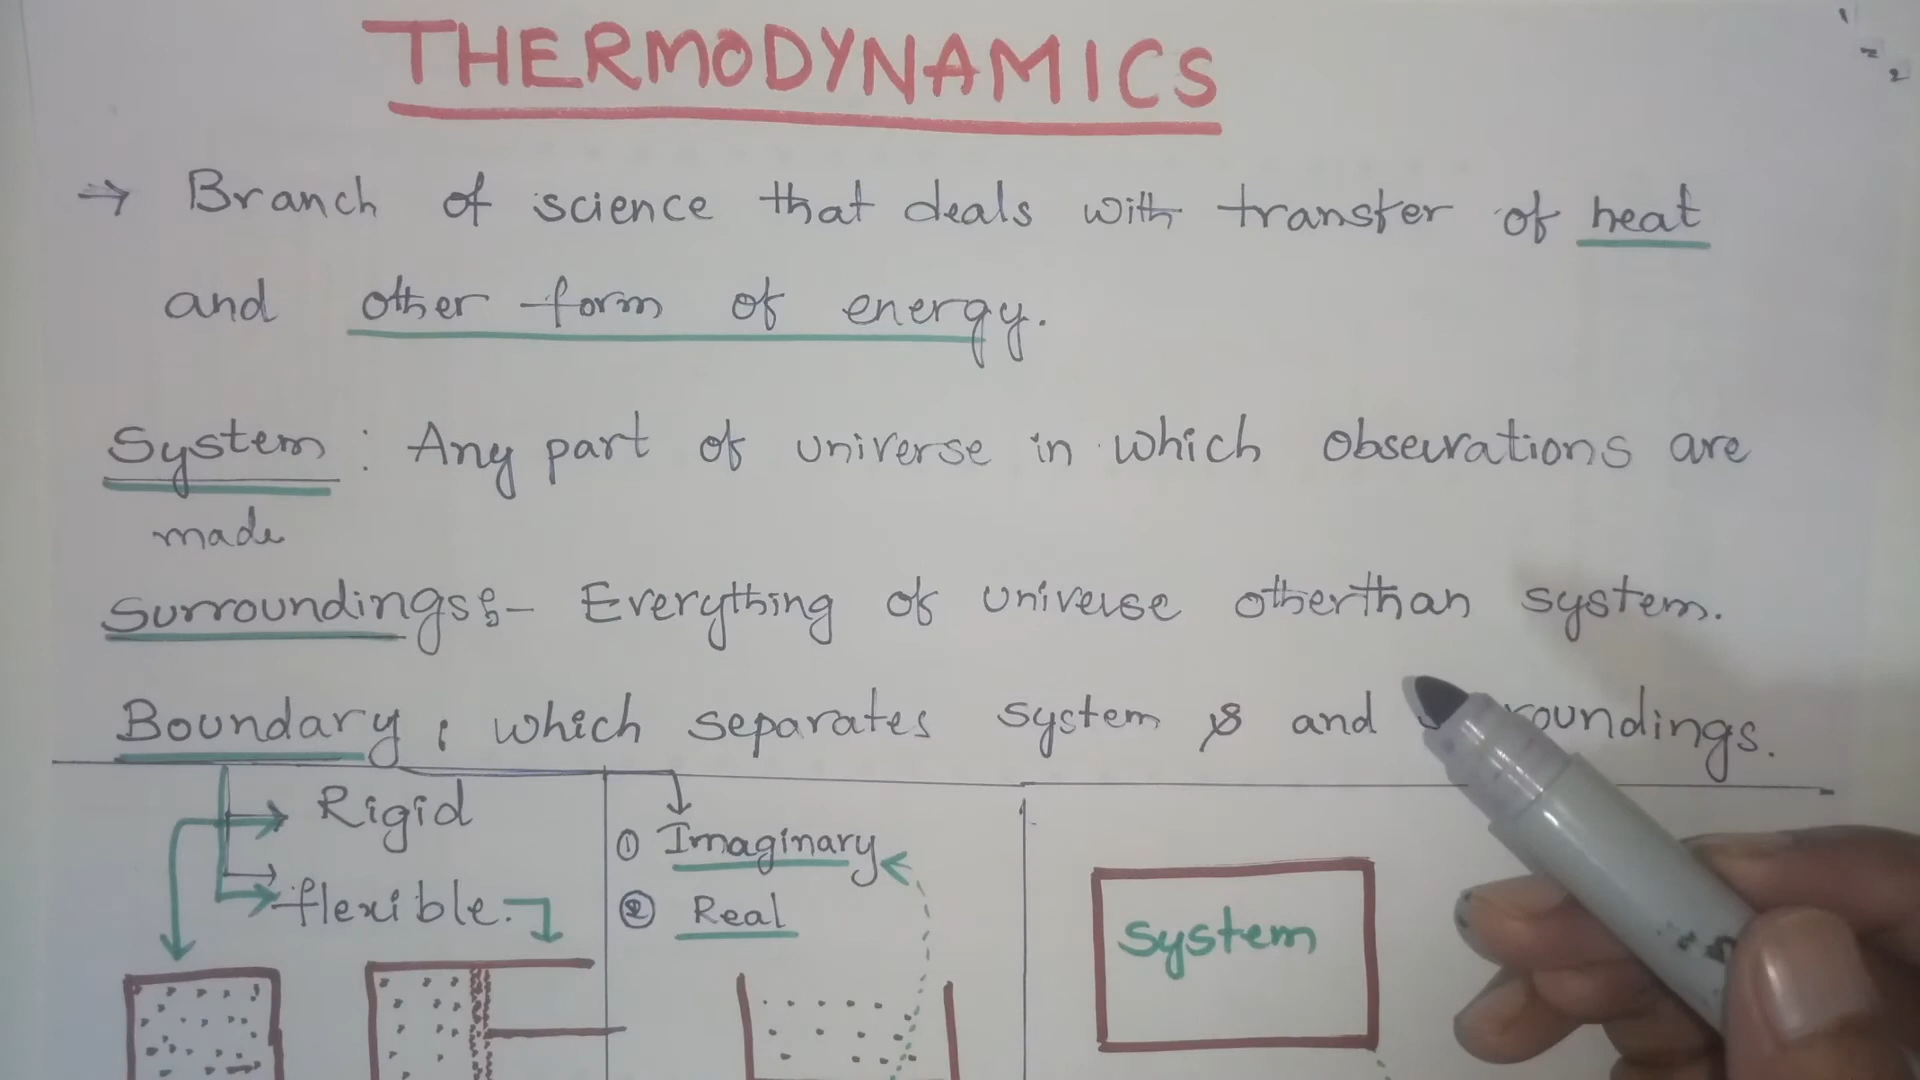 THERMODYNAMICS
→ Branch of science that deals with transfer of heat
and other form of energy.
System : Any part of universe in which observations are
made
Surroundings:- Everything of universe otherthan system.
Boundary : which separates system and roundings.
Rigid
flexible.
① Imaginary
② Real
System